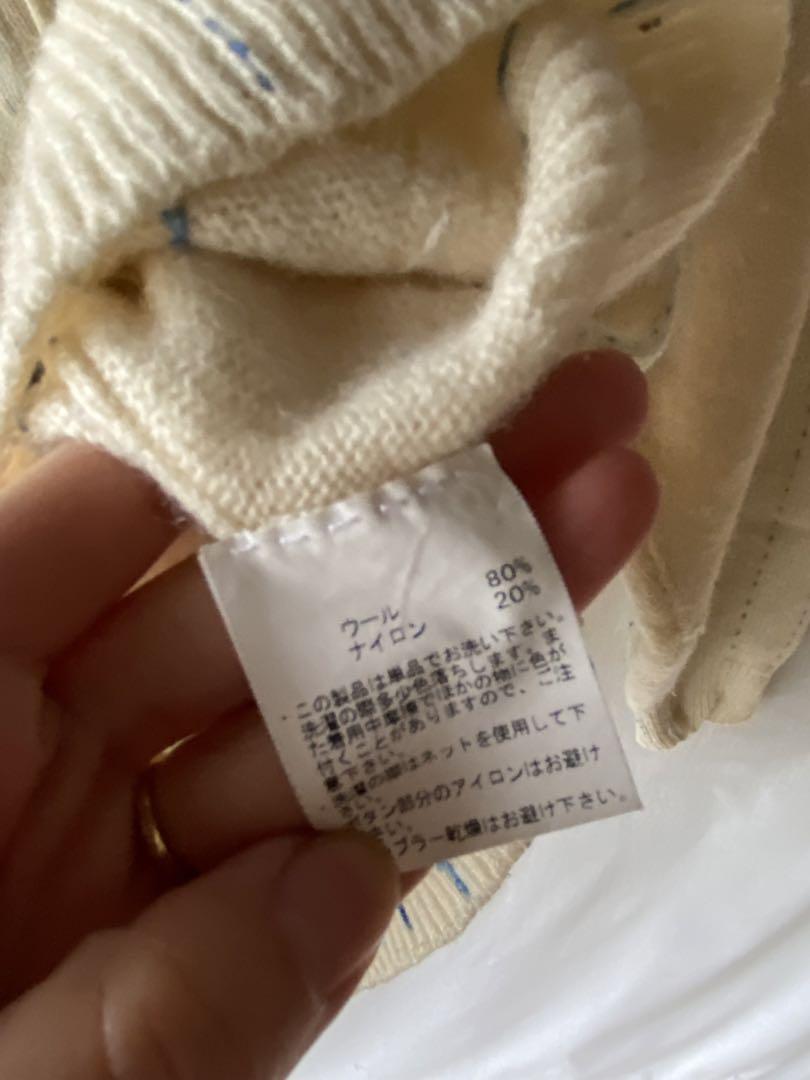 ウール 80%
ナイロン 20%
・この製品は単品でお洗い下さい。
洗濯の際多少色落ちします。ま
た着用中摩擦でほかの物に色が
付くことがありますので、ご注
意下さい。
洗濯の際はネットを使用して下
さい。
タン部分のアイロンはお避け
さい。
ブラー乾燥はお避け下さい。